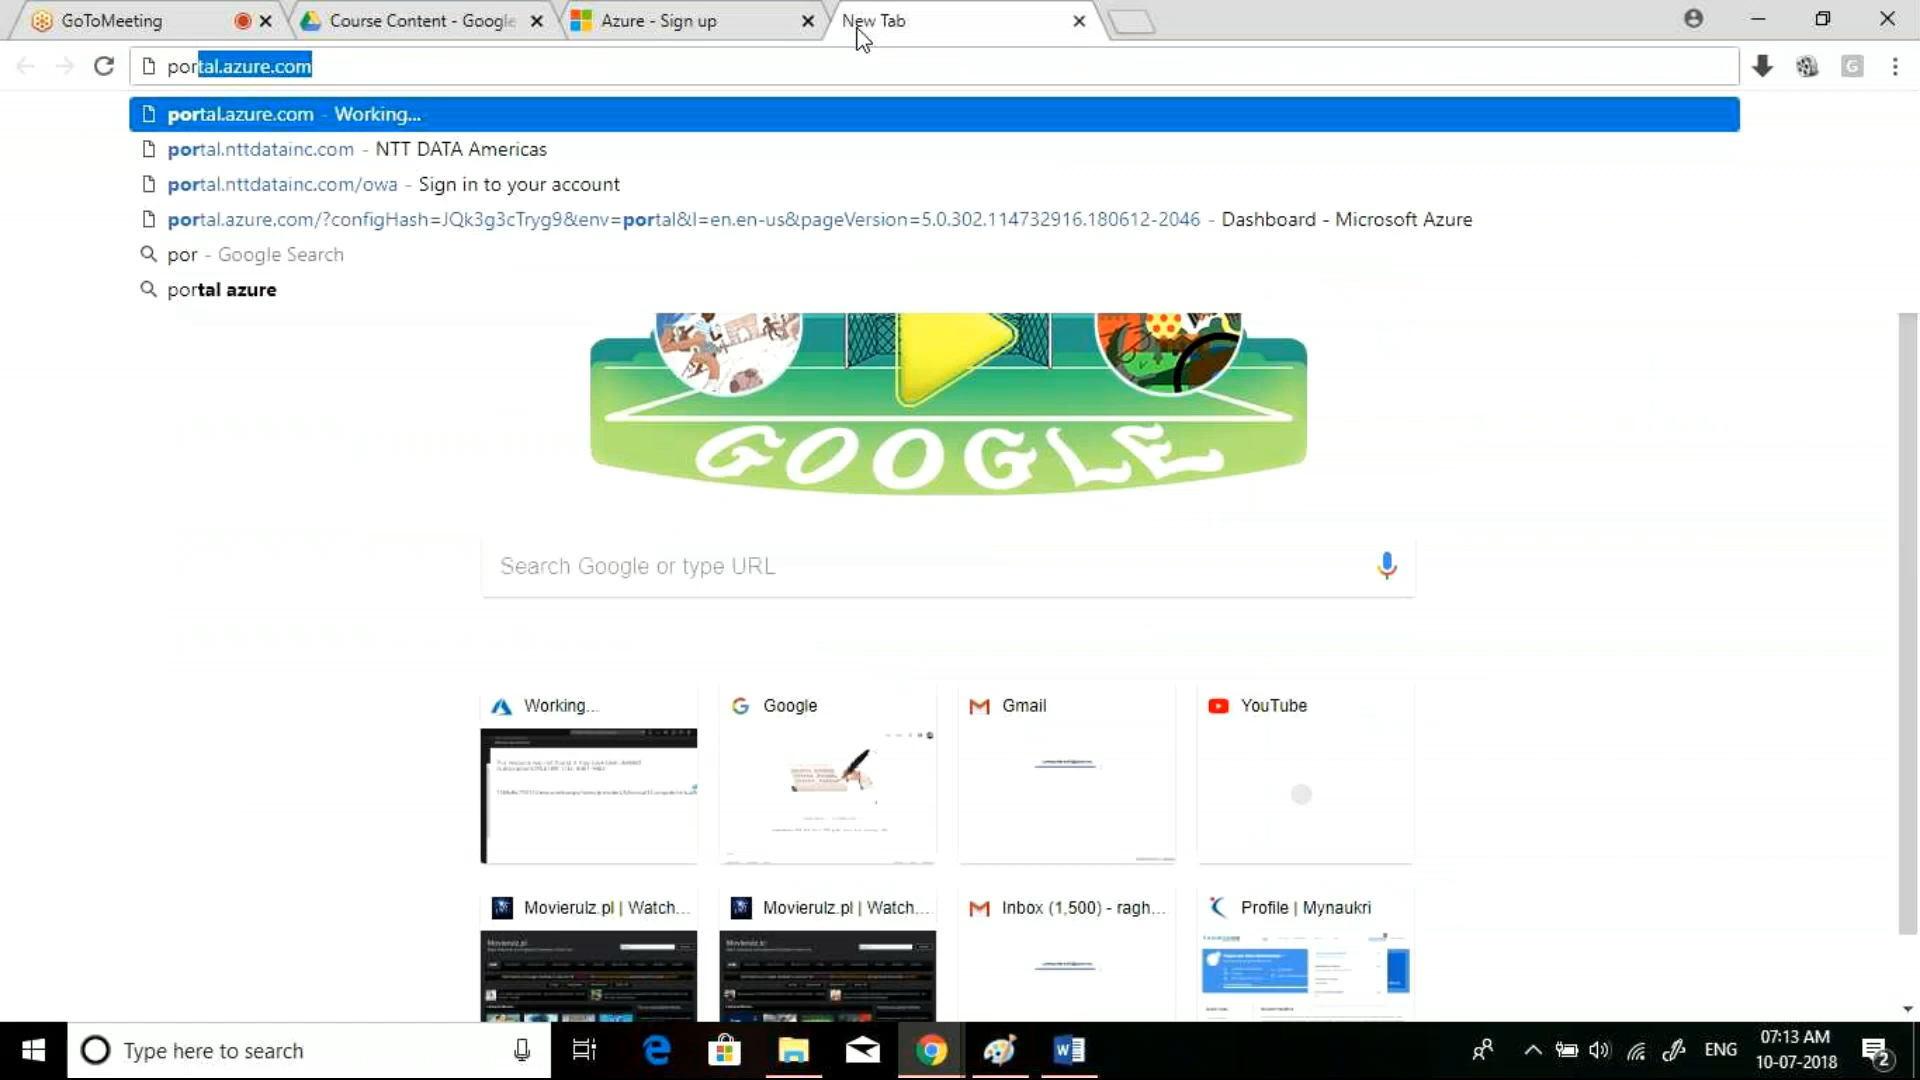 GoToMeeting
Course Content - Google
Azure - Sign up
New Tab
portal.azure.com
portal.azure.com - Working...
portal.nttdatainc.com - NTT DATA Americas
portal.nttdatainc.com/owa - Sign in to your account
portal.azure.com/?configHash=JQk3g3cTryg9&env=portal&l=en.en-us&pageVersion=5.0.302.114732916.180612-2046 - Dashboard - Microsoft Azure
por - Google Search
portal azure
GOOGLE
Search Google or type URL
Working...
Google
Gmail
YouTube
Movierulz.pl | Watch...
Movierulz.pl | Watch...
Inbox (1,500) - ragh...
Profile | Mynaukri
Type here to search
ENG
07:13 AM
10-07-2018
2